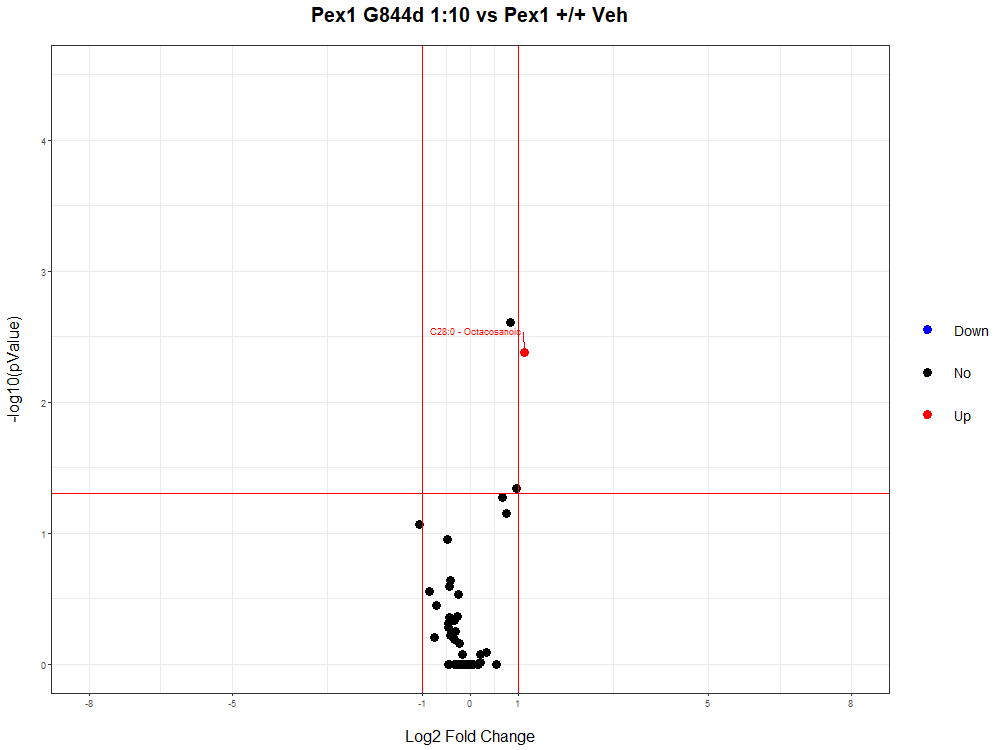 Pex1 G844d 1:10 vs Pex1 +/+ Veh
4
3
2
1
0
-log10(pValue)
C28:0 - Octacosanoic
Down
No
Up
-8
-5
-1
0
1
5
8
Log2 Fold Change